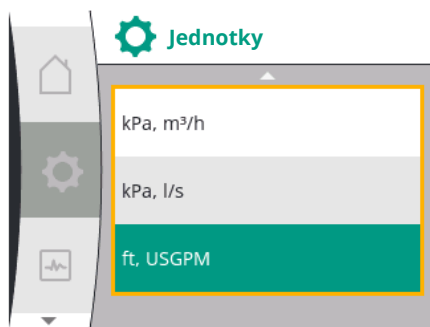 Jednotky
kPa, m³/h
kPa, l/s
ft, USGPM